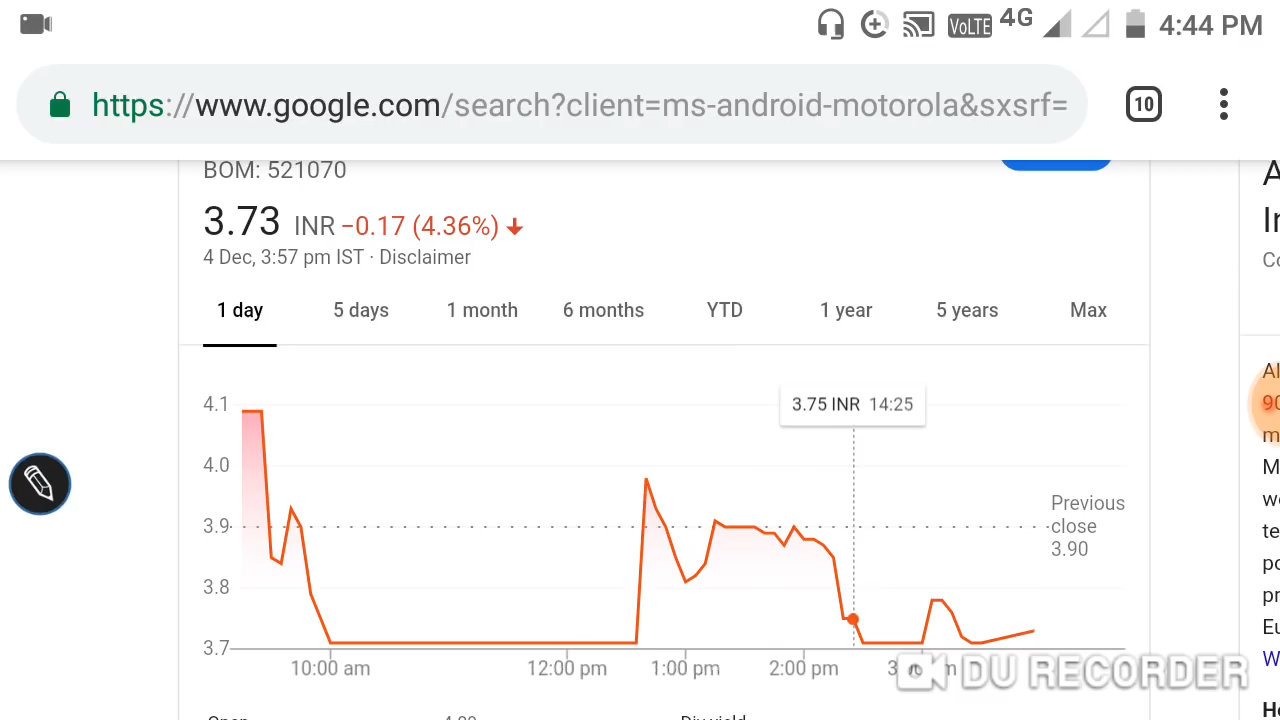 VoLTE 4G 4:44 PM
https://www.google.com/search?client=ms-android-motorola&sxsrf=
10
BOM: 521070
3.73 INR −0.17 (4.36%)
4 Dec, 3:57 pm IST · Disclaimer
1 day 5 days 1 month 6 months YTD 1 year 5 years Max
3.75 INR 14:25
4.1
4.0
3.9
3.8
3.7
Previous
close
3.90
10:00 am 12:00 pm 1:00 pm 2:00 pm
DU RECORDER